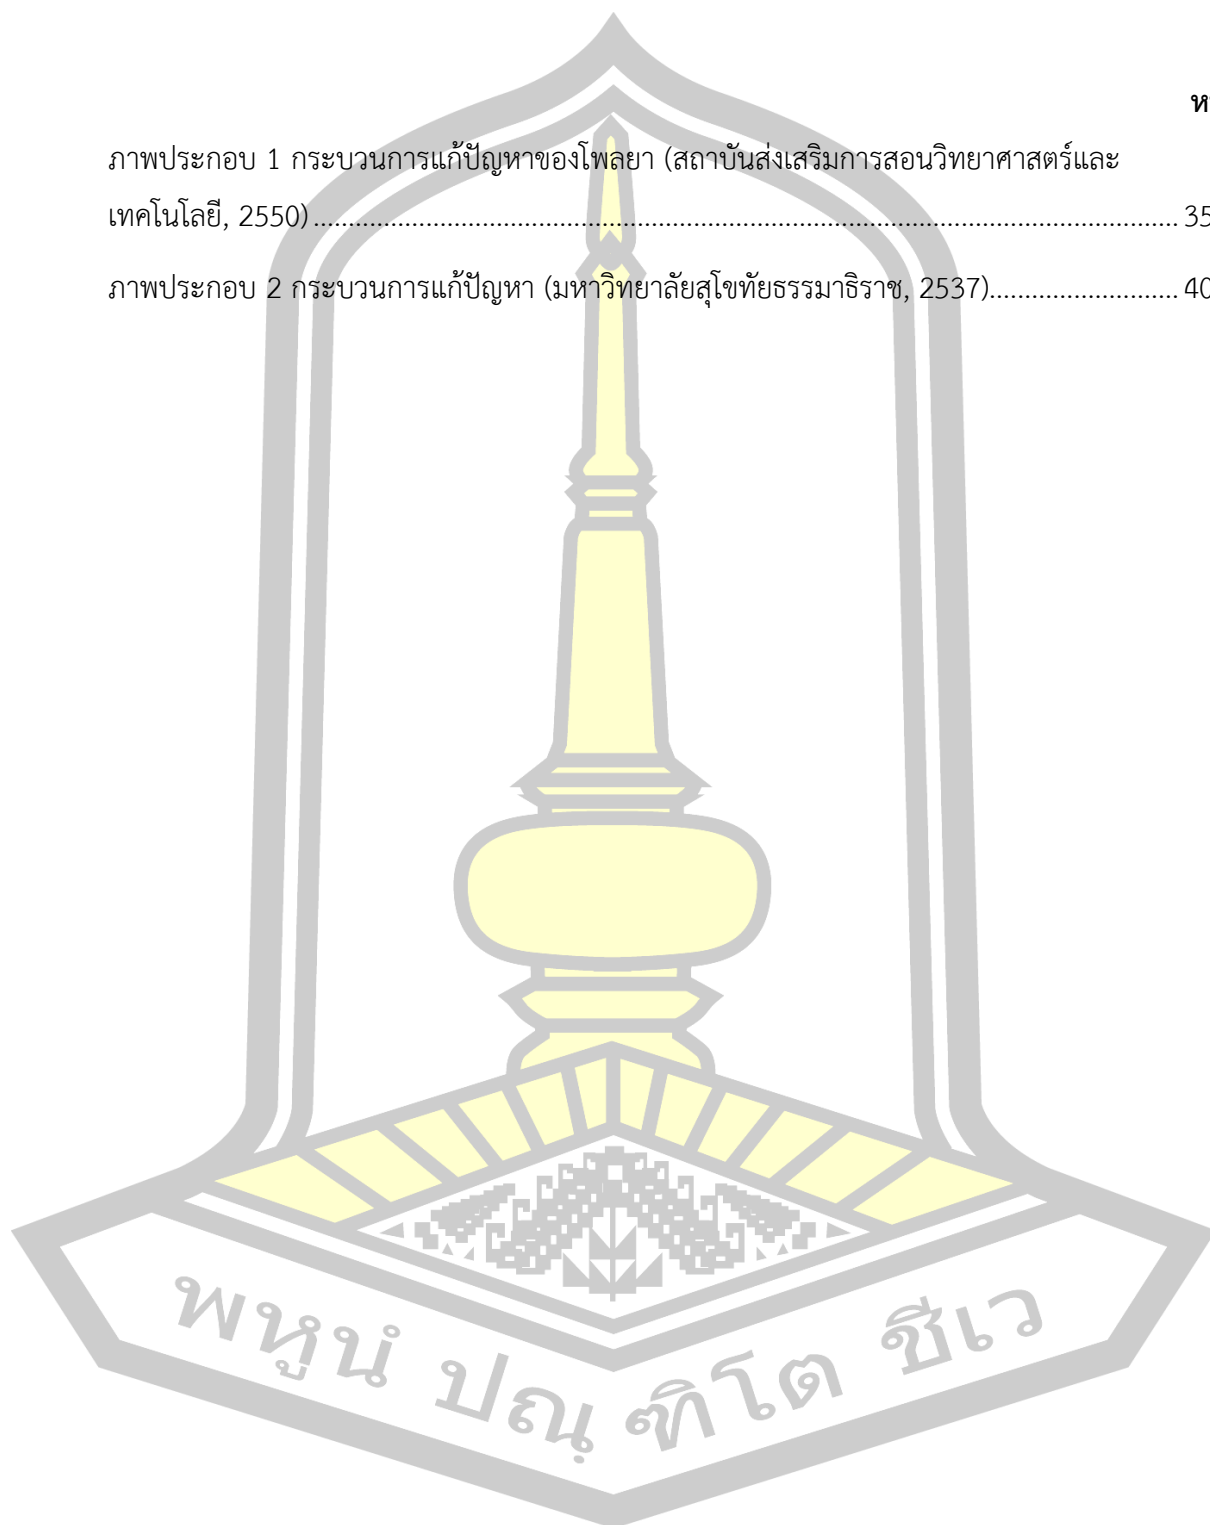 ภาพประกอบ 1 กระบวนการแก้ปัญหาของโพลยา (สถาบันส่งเสริมการสอนวิทยาศาสตร์และ
เทคโนโลยี, 2550)............................................................................................................................ 35
ภาพประกอบ 2 กระบวนการแก้ปัญหา (มหาวิทยาลัยสุโขทัยธรรมาธิราช, 2537)........................... 40
พหูนํ ปณฺฑิโต ชีเว